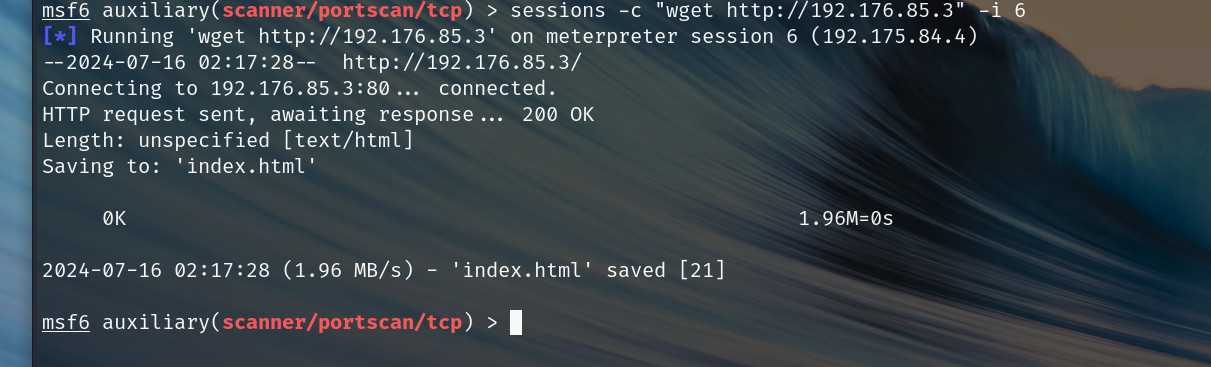 msf6 auxiliary(scanner/portscan/tcp) > sessions -c "wget http://192.176.85.3" -i 6
[*] Running 'wget http://192.176.85.3' on meterpreter session 6 (192.175.84.4)
--2024-07-16 02:17:28--  http://192.176.85.3/
Connecting to 192.176.85.3:80... connected.
HTTP request sent, awaiting response... 200 OK
Length: unspecified [text/html]
Saving to: 'index.html'
0K 1.96M=0s
2024-07-16 02:17:28 (1.96 MB/s) - 'index.html' saved [21]
msf6 auxiliary(scanner/portscan/tcp) >